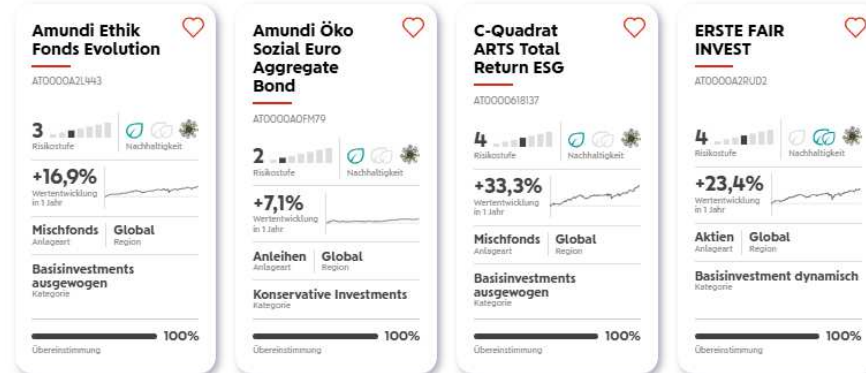 Amundi Ethik
Fonds Evolution
AT0000A2L443
3
Risikostufe
Nachhaltigkeit
+16,9%
Wertentwicklung
in 1 Jahr
Mischfonds
Anlageart
Global
Region
Basisinvestments
ausgewogen
Kategorie
100%
Übereinstimmung
Amundi Öko
Sozial Euro
Aggregate
Bond
AT0000A0FM79
2
Risikostufe
Nachhaltigkeit
+7,1%
Wertentwicklung
in 1 Jahr
Anleihen
Anlageart
Global
Region
Konservative Investments
Kategorie
100%
Übereinstimmung
C-Quadrat
ARTS Total
Return ESG
AT0000618137
4
Risikostufe
Nachhaltigkeit
+33,3%
Wertentwicklung
in 1 Jahr
Mischfonds
Anlageart
Global
Region
Basisinvestments
ausgewogen
Kategorie
100%
Übereinstimmung
ERSTE FAIR
INVEST
AT0000A2RUD2
4
Risikostufe
Nachhaltigkeit
+23,4%
Wertentwicklung
in 1 Jahr
Aktien
Anlageart
Global
Region
Basisinvestment dynamisch
Kategorie
100%
Übereinstimmung